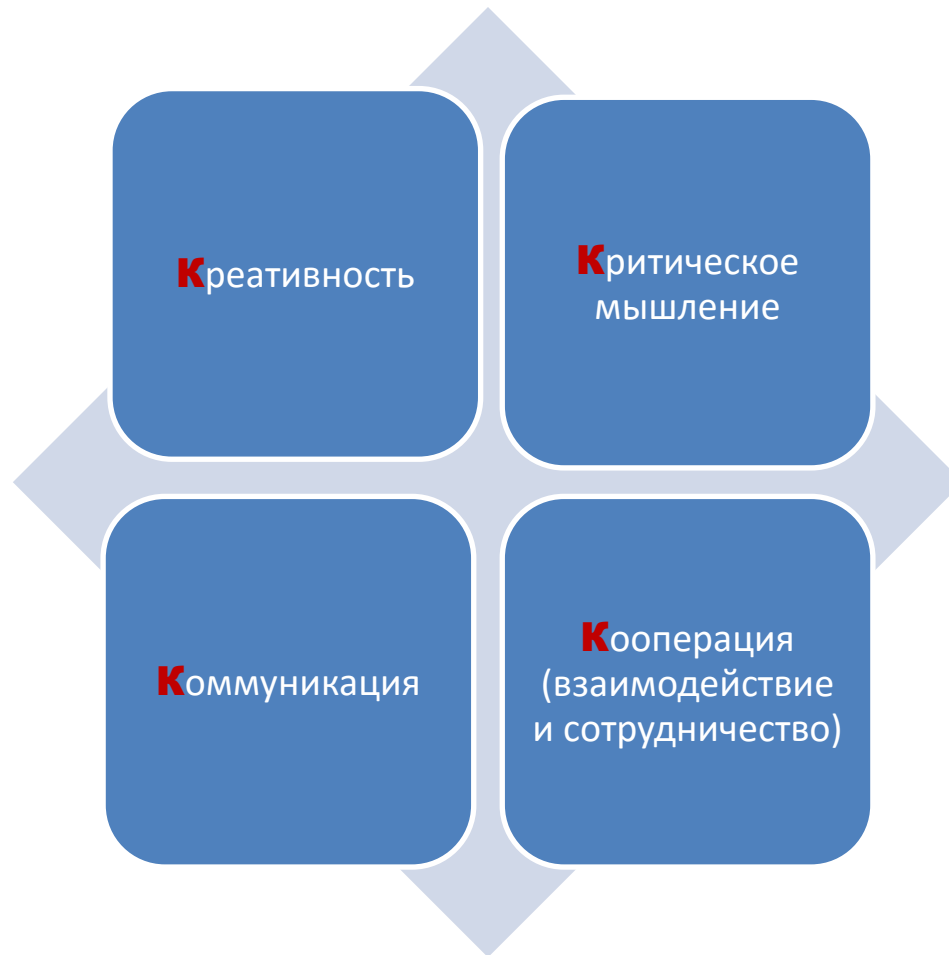 Креативность
Критическое
мышление
Коммуникация
Кооперация
(взаимодействие
и сотрудничество)